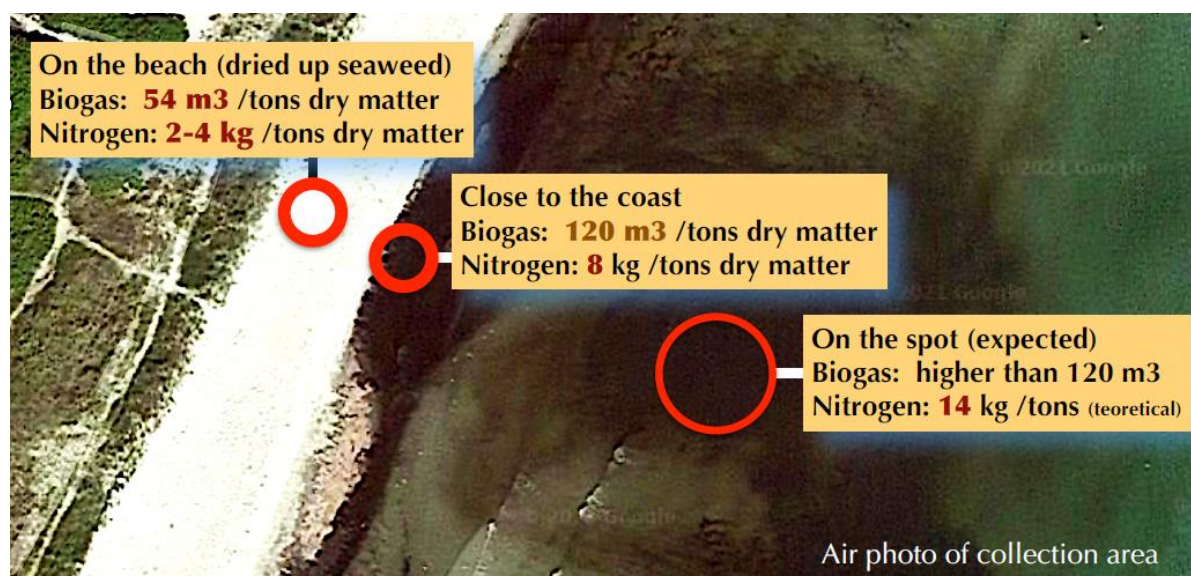 On the beach (dried up seaweed)
Biogas: 54 m3 /tons dry matter
Nitrogen: 2-4 kg /tons dry matter
Close to the coast
Biogas: 120 m3 /tons dry matter
Nitrogen: 8 kg /tons dry matter
On the spot (expected)
Biogas: higher than 120 m3
Nitrogen: 14 kg /tons (teoretical)
© 2021 Google
© 2021 Google
Air photo of collection area